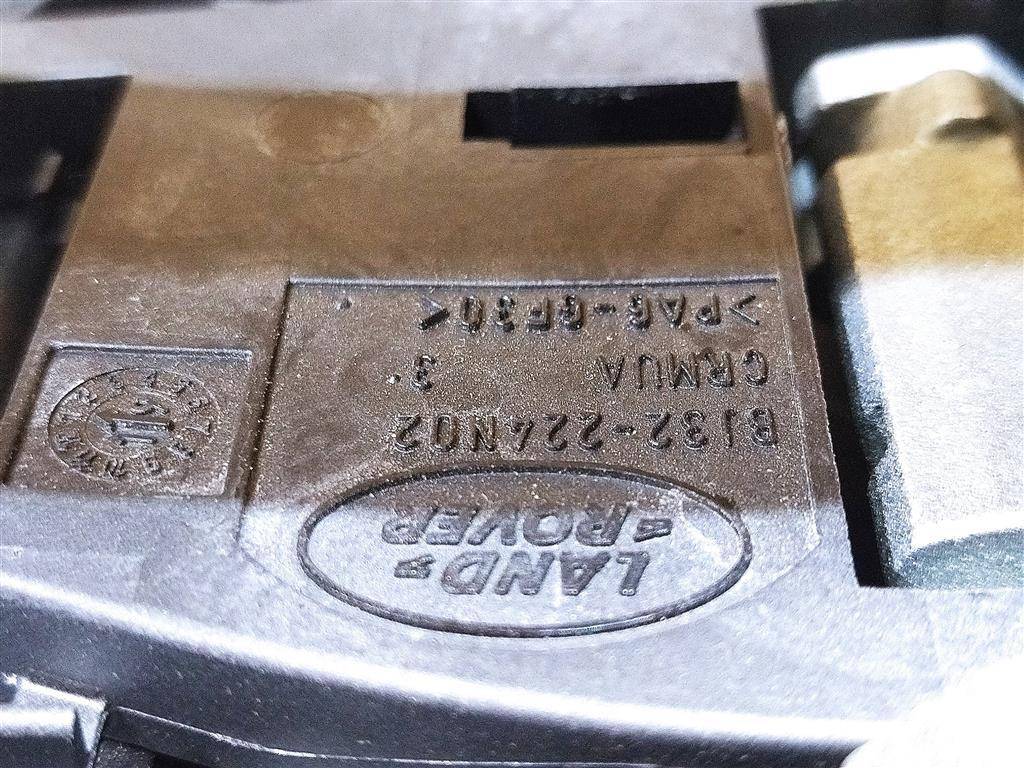 LAND
ROVER
BJ32-224N02
CRMUA 3
>PA6-GF30<